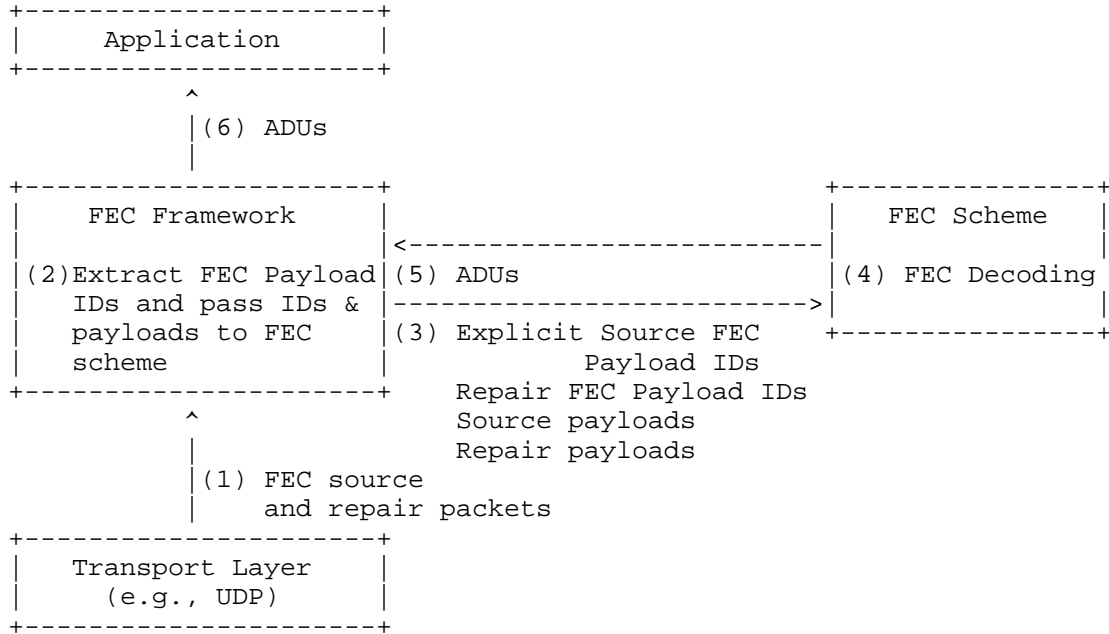 Application
(6) ADUs
FEC Framework FEC Scheme
(2)Extract FEC Payload (5) ADUs (4) FEC Decoding
IDs and pass IDs &
payloads to FEC (3) Explicit Source FEC
scheme Payload IDs
Repair FEC Payload IDs
Source payloads
Repair payloads
(1) FEC source
and repair packets
Transport Layer
(e.g., UDP)